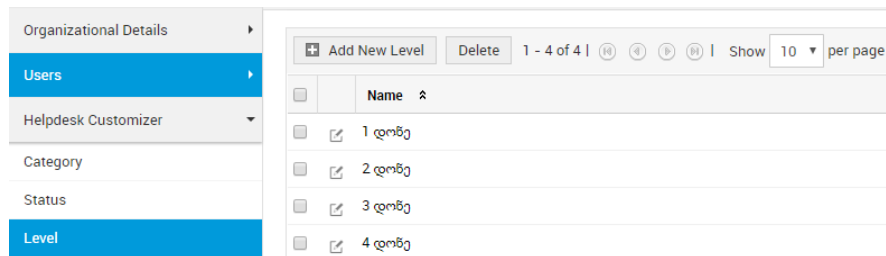 Organizational Details
Users
Helpdesk Customizer
Category
Status
Level
Add New Level Delete 1 - 4 of 4 | | Show 10 per page
Name
1 დონე
2 დონე
3 დონე
4 დონე